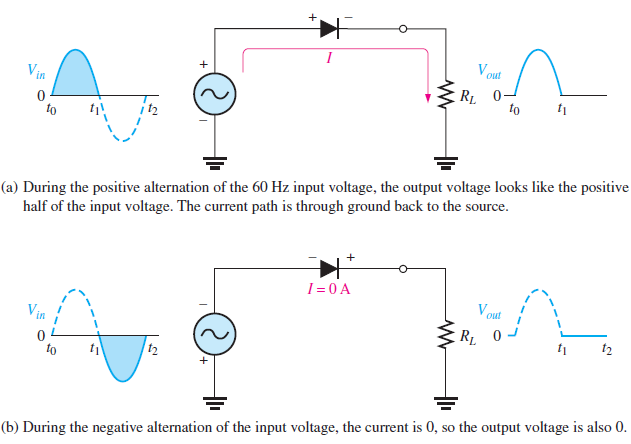 + −
V in
I
+
V out
0
R L
0
t0 t1 t2
−
t0 t1
(a) During the positive alternation of the 60 Hz input voltage, the output voltage looks like the positive
half of the input voltage. The current path is through ground back to the source.
− +
I = 0 A
V in
−
V out
0
R L
0
t0 t1 t2
+
t1 t2
(b) During the negative alternation of the input voltage, the current is 0, so the output voltage is also 0.